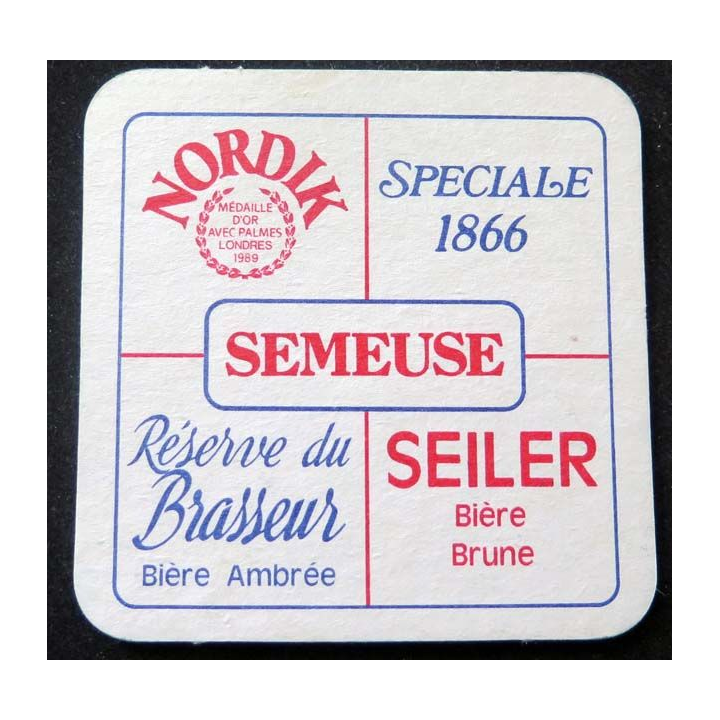 NORDIK
MÉDAILLE
D'OR
AVEC PALMES
LONDRES
1989
SPECIALE
1866
SEMEUSE
Réserve du
Brasseur
Bière Ambrée
SEILER
Bière
Brune